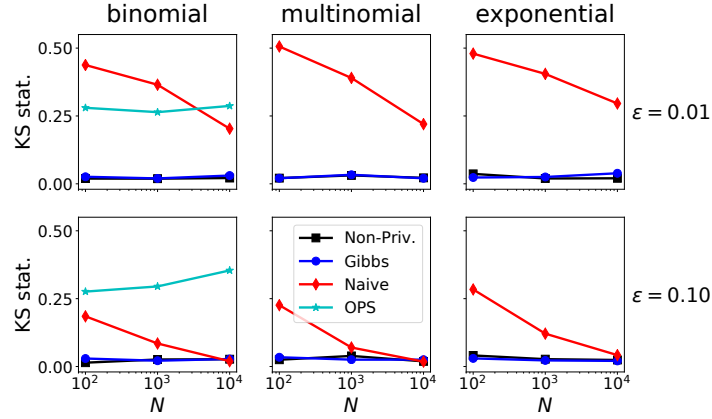 binomial multinomial exponential
0.50
0.25
0.00
KS stat.
ε = 0.01
0.50
0.25
0.00
KS stat.
Non-Priv.
Gibbs
Naive
OPS
ε = 0.10
10² 10³ 10⁴ 10² 10³ 10⁴ 10² 10³ 10⁴
N N N